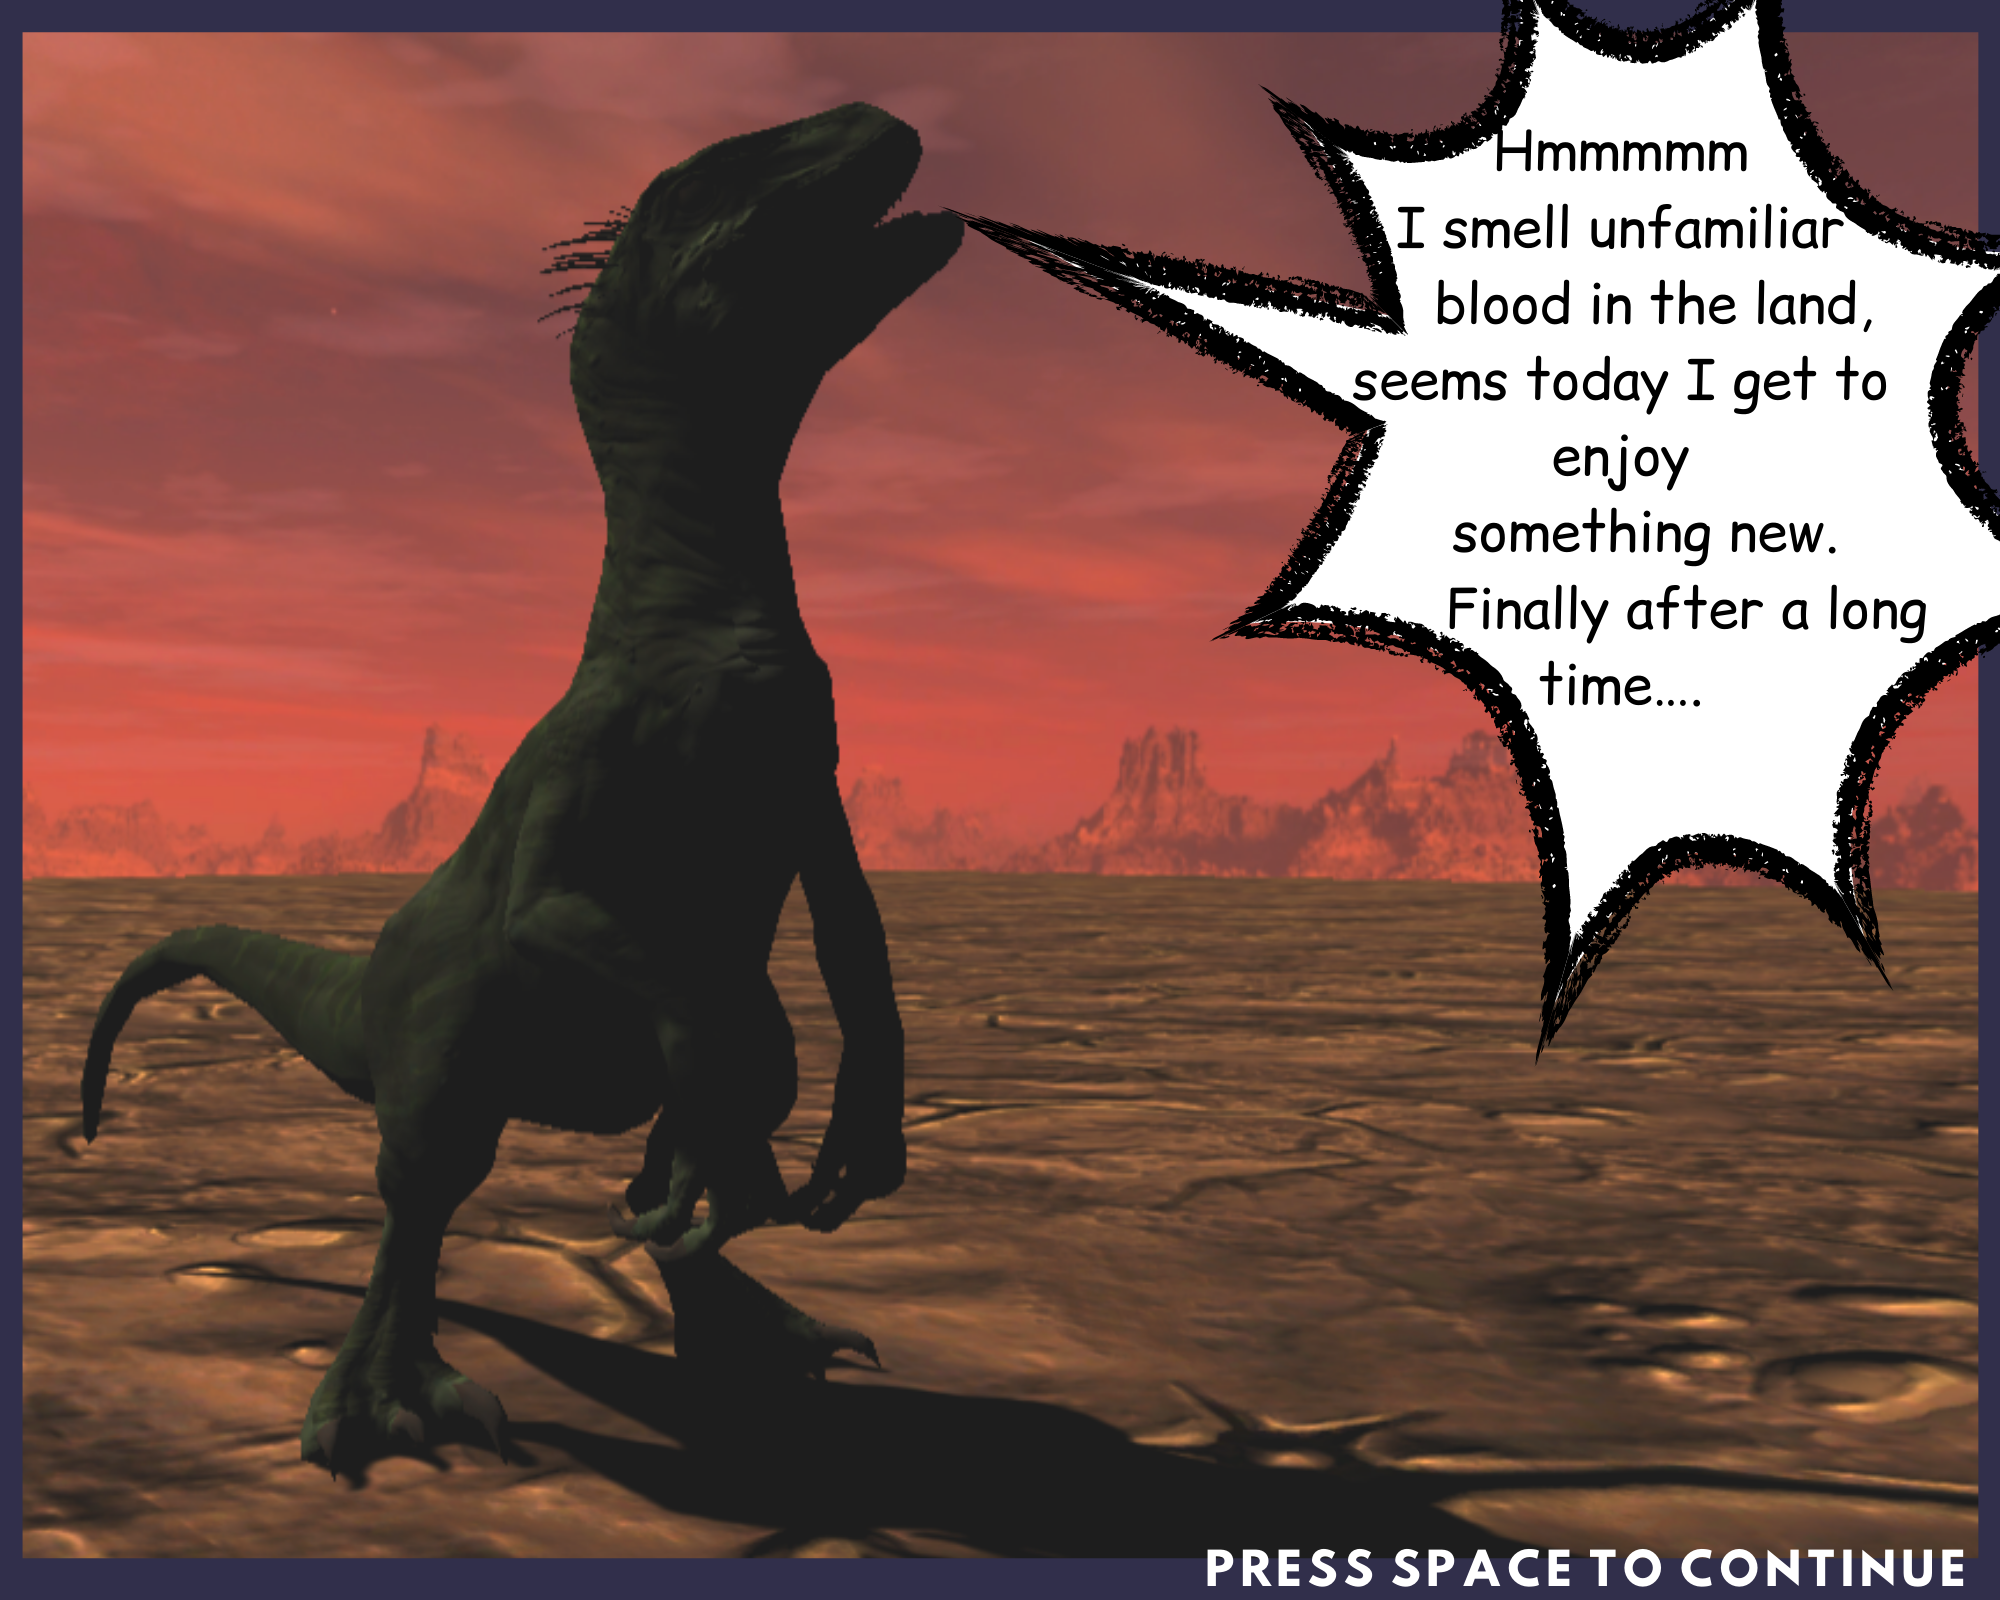 Hmmmmm
I smell unfamiliar
blood in the land,
seems today I get to
enjoy
something new.
Finally after a long
time....
PRESS SPACE TO CONTINUE